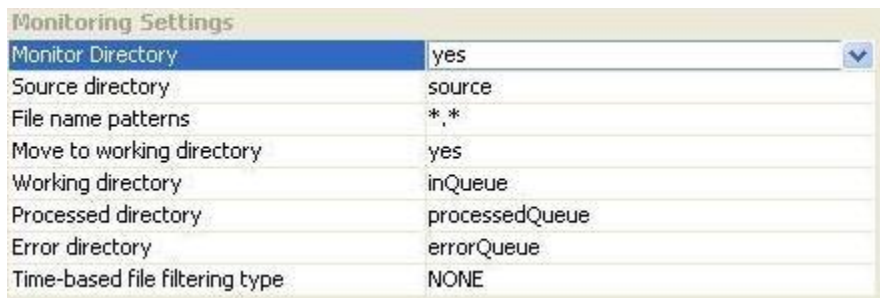 Monitoring Settings
Monitor Directory yes
Source directory source
File name patterns *.*
Move to working directory yes
Working directory inQueue
Processed directory processedQueue
Error directory errorQueue
Time-based file filtering type NONE